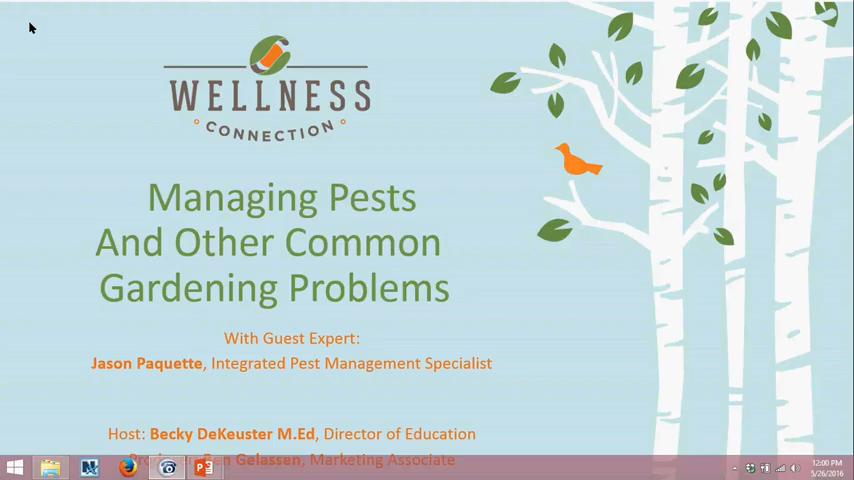 WELLNESS
CONNECTION
Managing Pests
And Other Common
Gardening Problems
With Guest Expert:
Jason Paquette, Integrated Pest Management Specialist
Host: Becky DeKeuster M.Ed, Director of Education
Gelassen, Marketing Associate
12:00 PM
5/26/2016